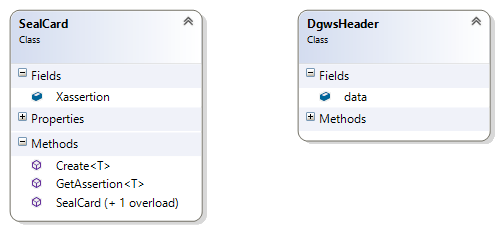 SealCard
Class
Fields
Xassertion
Properties
Methods
Create<T>
GetAssertion<T>
SealCard (+ 1 overload)
DgwsHeader
Class
Fields
data
Methods